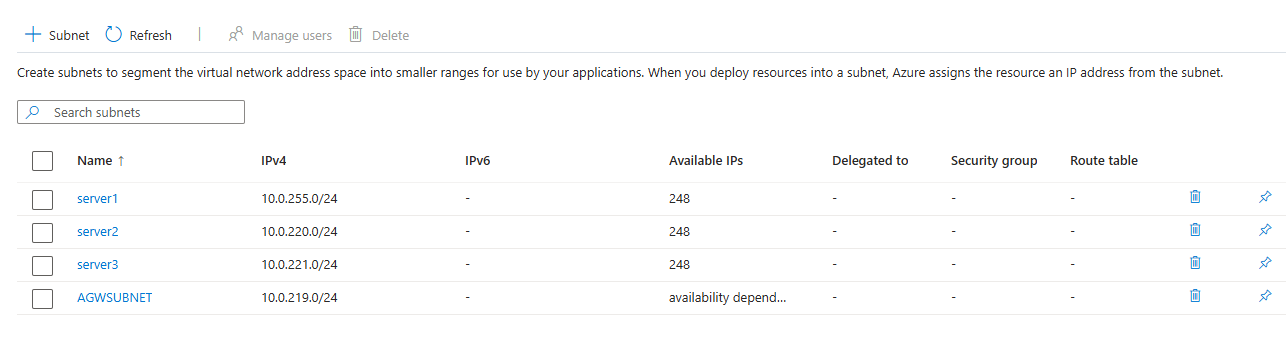 Subnet Refresh Manage users Delete
Create subnets to segment the virtual network address space into smaller ranges for use by your applications. When you deploy resources into a subnet, Azure assigns the resource an IP address from the subnet.
Search subnets
Name ↑ IPv4 IPv6 Available IPs Delegated to Security group Route table
server1 10.0.255.0/24 - 248 - - -
server2 10.0.220.0/24 - 248 - - -
server3 10.0.221.0/24 - 248 - - -
AGWSUBNET 10.0.219.0/24 - availability depend... - - -